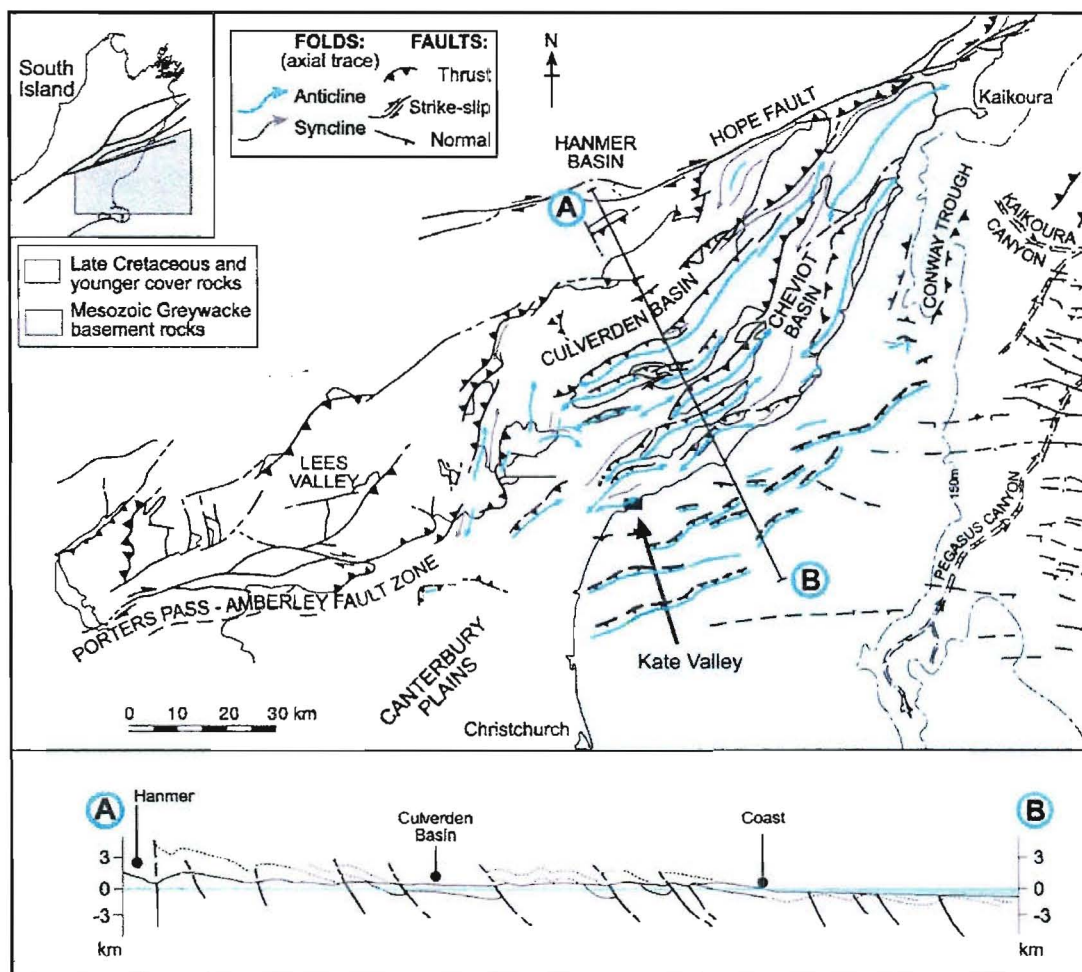 South
Island
FOLDS:
(axial trace)
FAULTS:
Anticline
Syncline
Thrust
Strike-slip
Normal
N
Late Cretaceous and
younger cover rocks
Mesozoic Greywacke
basement rocks
HANMER
BASIN
HOPE FAULT
Kaikoura
A
KAIKOURA
CANYON
CONWAY TROUGH
CULVERDEN BASIN
CHEVIOT
BASIN
LEES
VALLEY
150m
PEGASUS CANYON
PORTERS PASS - AMBERLEY FAULT ZONE
B
Kate Valley
CANTERBURY
PLAINS
0 10 20 30 km
Christchurch
A
Hanmer
Culverden
Basin
Coast
B
3
0
-3
km
3
0
-3
km